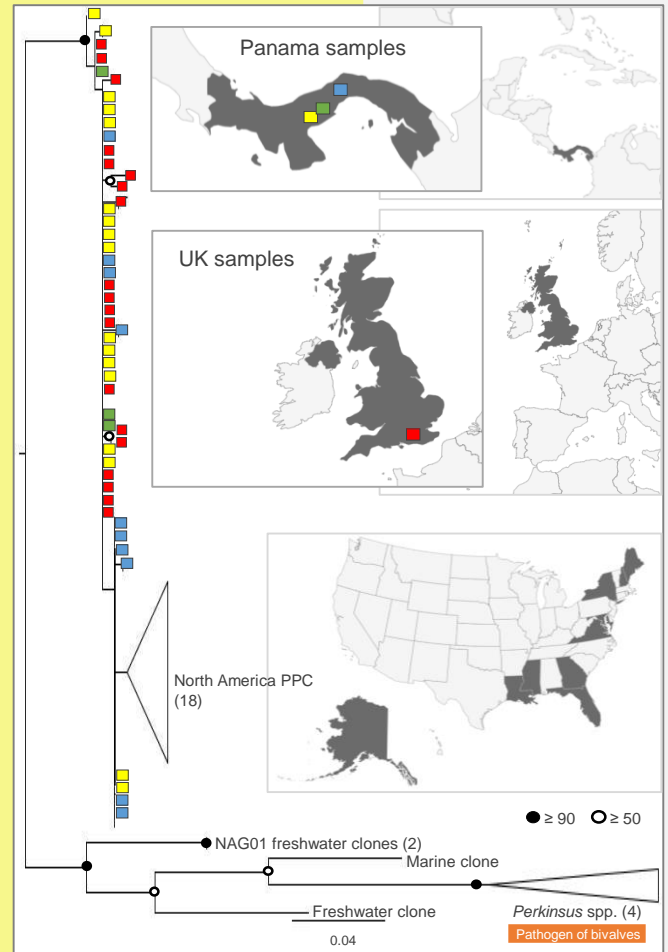 Panama samples
UK samples
North America PPC
(18)
≥ 90
≥ 50
NAG01 freshwater clones (2)
Marine clone
Perkinsus spp. (4)
Freshwater clone
Pathogen of bivalves
0.04